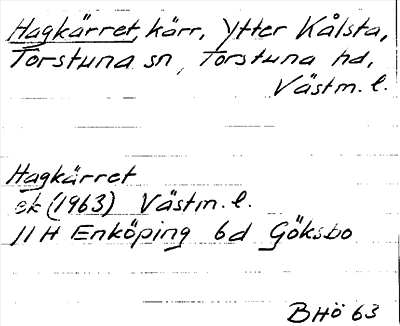 Hagkärret, kärr, Ytter Kålsta,
Torstuna sn, Torstuna hd,
Västm. l.
Hagkärret
ek (1963) Västm. l.
11 H Enköping 6d Göksbo
BHö 63